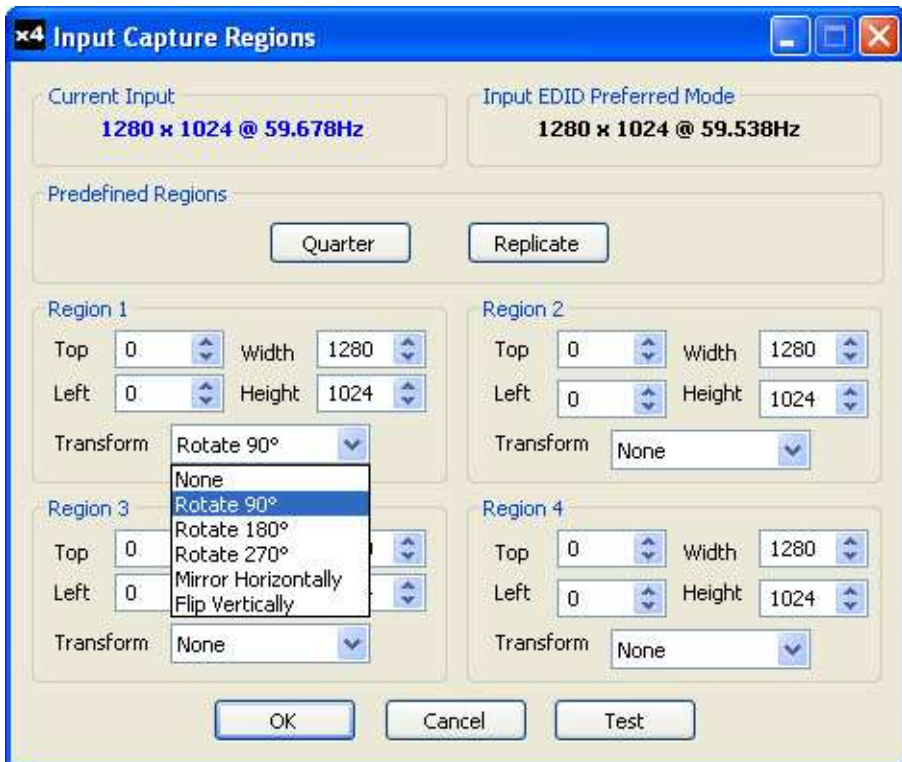 x4 Input Capture Regions
Current Input
1280 x 1024 @ 59.678Hz
Input EDID Preferred Mode
1280 x 1024 @ 59.538Hz
Predefined Regions
Quarter
Replicate
Region 1
Top 0 Width 1280
Left 0 Height 1024
Transform Rotate 90°
None
Rotate 90°
Rotate 180°
Rotate 270°
Mirror Horizontally
Flip Vertically
Region 2
Top 0 Width 1280
Left 0 Height 1024
Transform None
Region 3
Top 0
Left 0
Transform None
Region 4
Top 0 Width 1280
Left 0 Height 1024
Transform None
OK
Cancel
Test